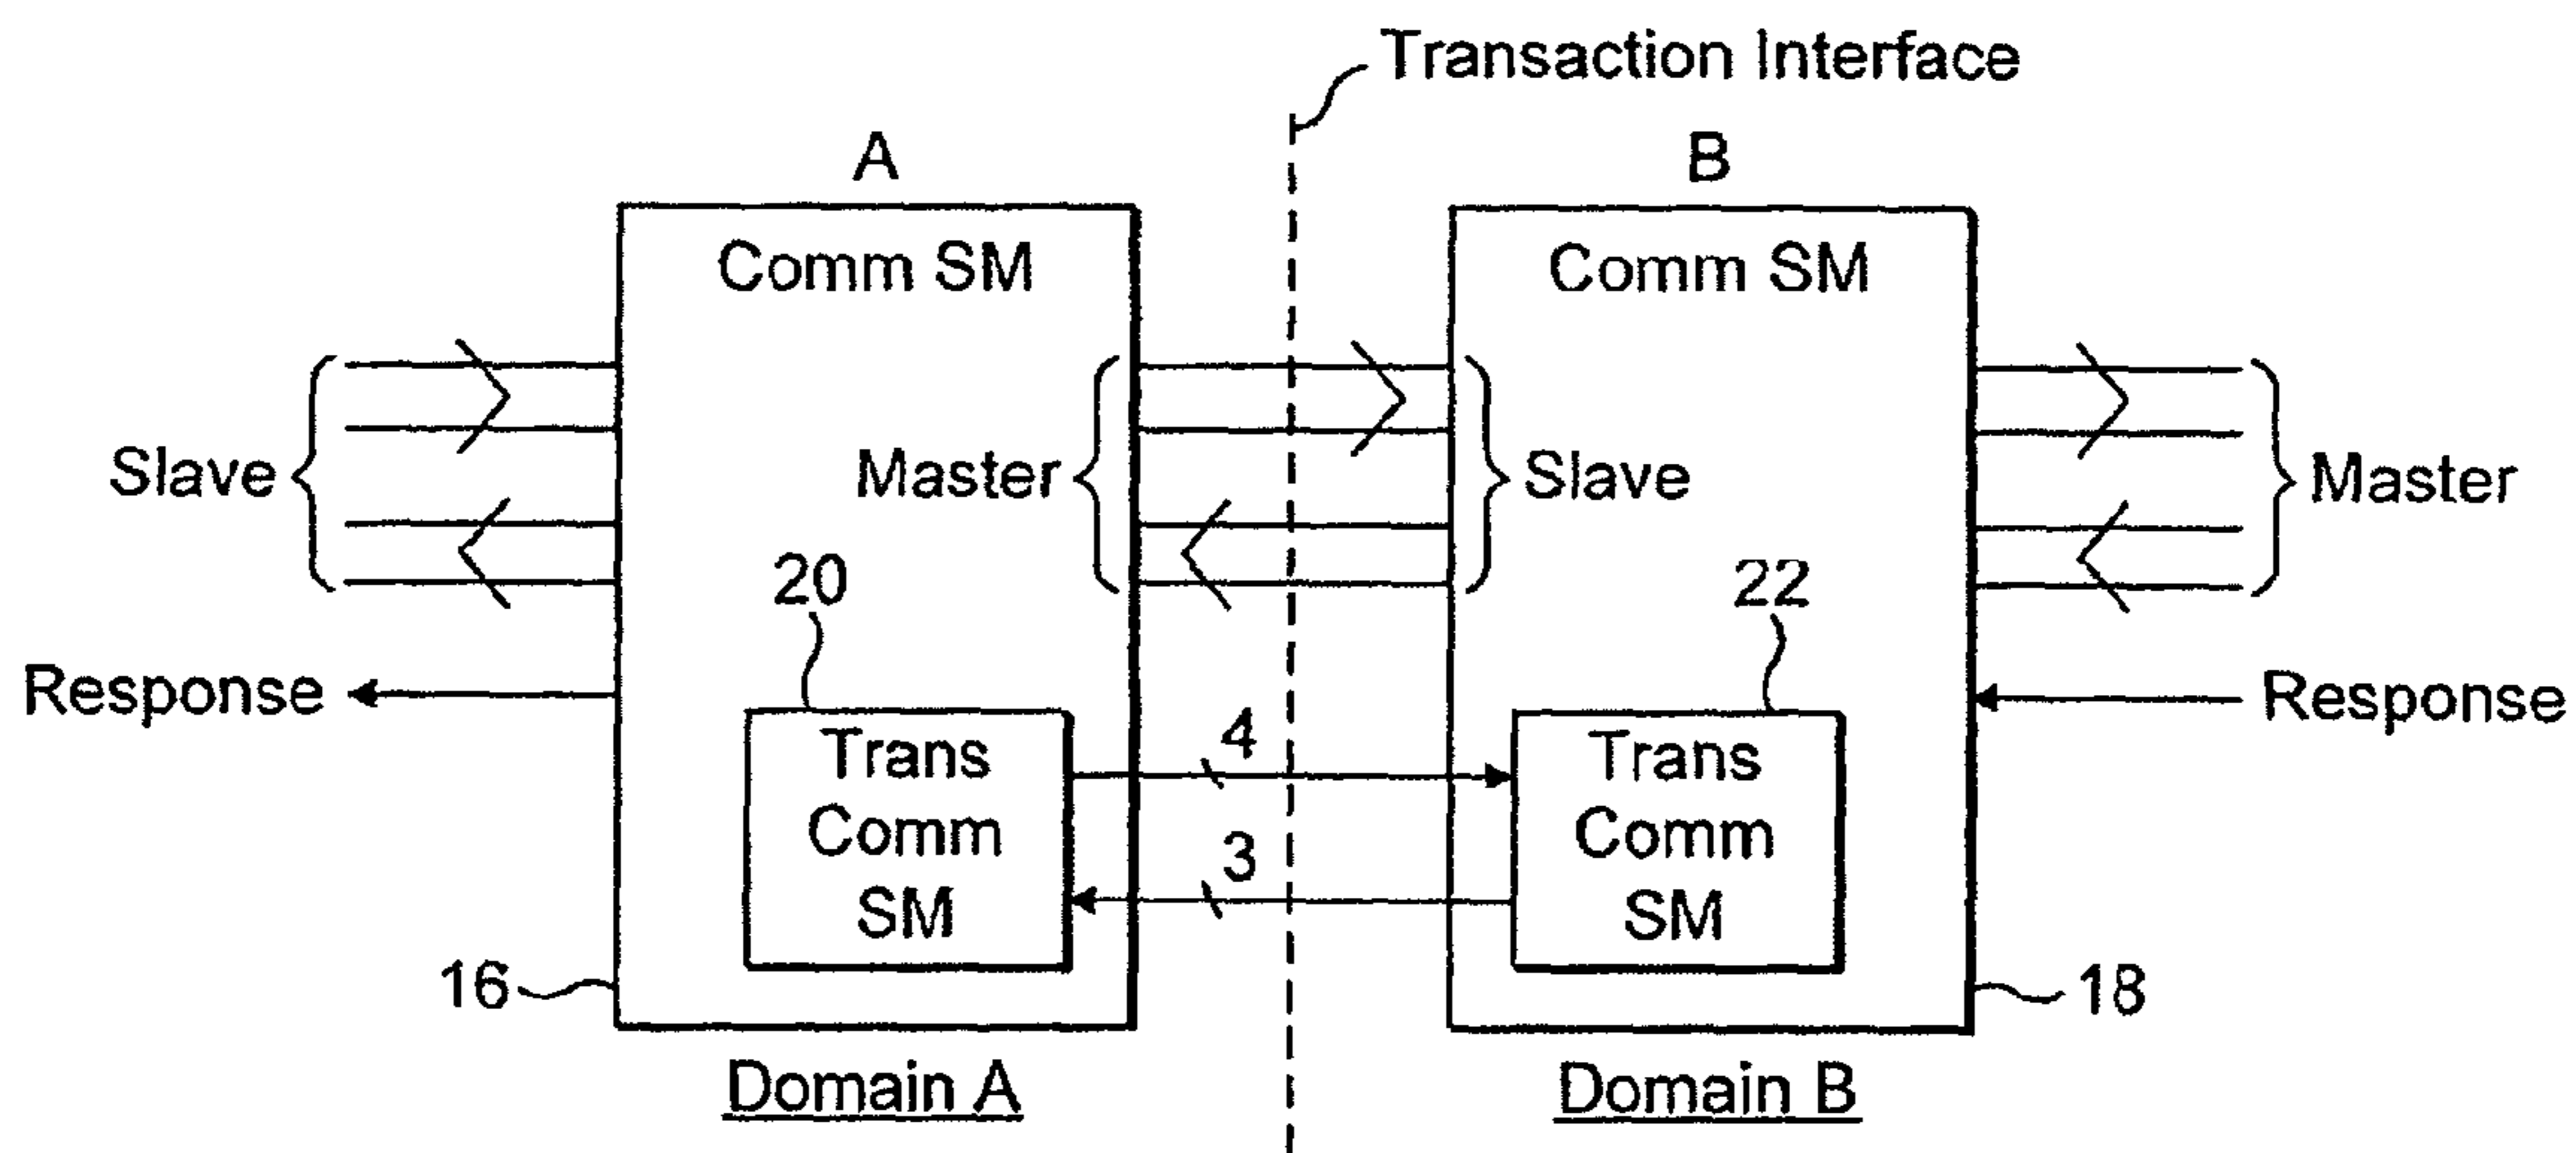 Transaction Interface
A
B
Comm SM
Comm SM
Slave
Master
Slave
Master
20
22
Response
Response
4
Trans
Comm
SM
Trans
Comm
SM
3
16
18
Domain A
Domain B